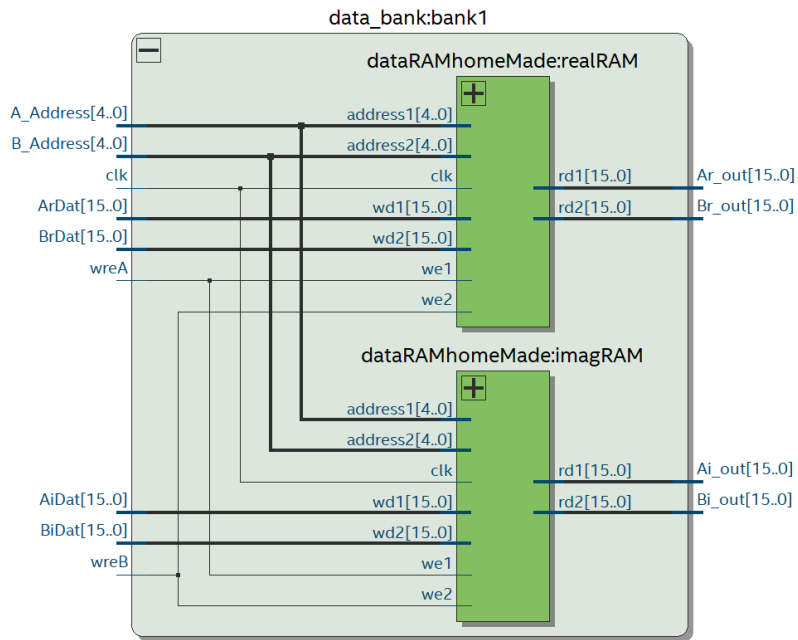 data_bank:bank1
dataRAMhomeMade:realRAM
A_Address[4..0]
address1[4..0]
B_Address[4..0]
address2[4..0]
clk
clk
rd1[15..0]
Ar_out[15..0]
ArDat[15..0]
wd1[15..0]
rd2[15..0]
Br_out[15..0]
BrDat[15..0]
wd2[15..0]
wreA
we1
we2
dataRAMhomeMade:imagRAM
address1[4..0]
address2[4..0]
clk
rd1[15..0]
Ai_out[15..0]
AiDat[15..0]
wd1[15..0]
rd2[15..0]
Bi_out[15..0]
BiDat[15..0]
wd2[15..0]
wreB
we1
we2